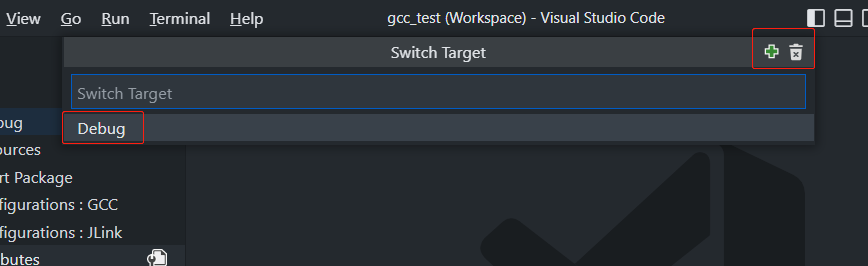 View Go Run Terminal Help gcc_test (Workspace) - Visual Studio Code
Switch Target
Switch Target
Debug
bug
ources
rt Package
figurations : GCC
figurations : JLink
butes